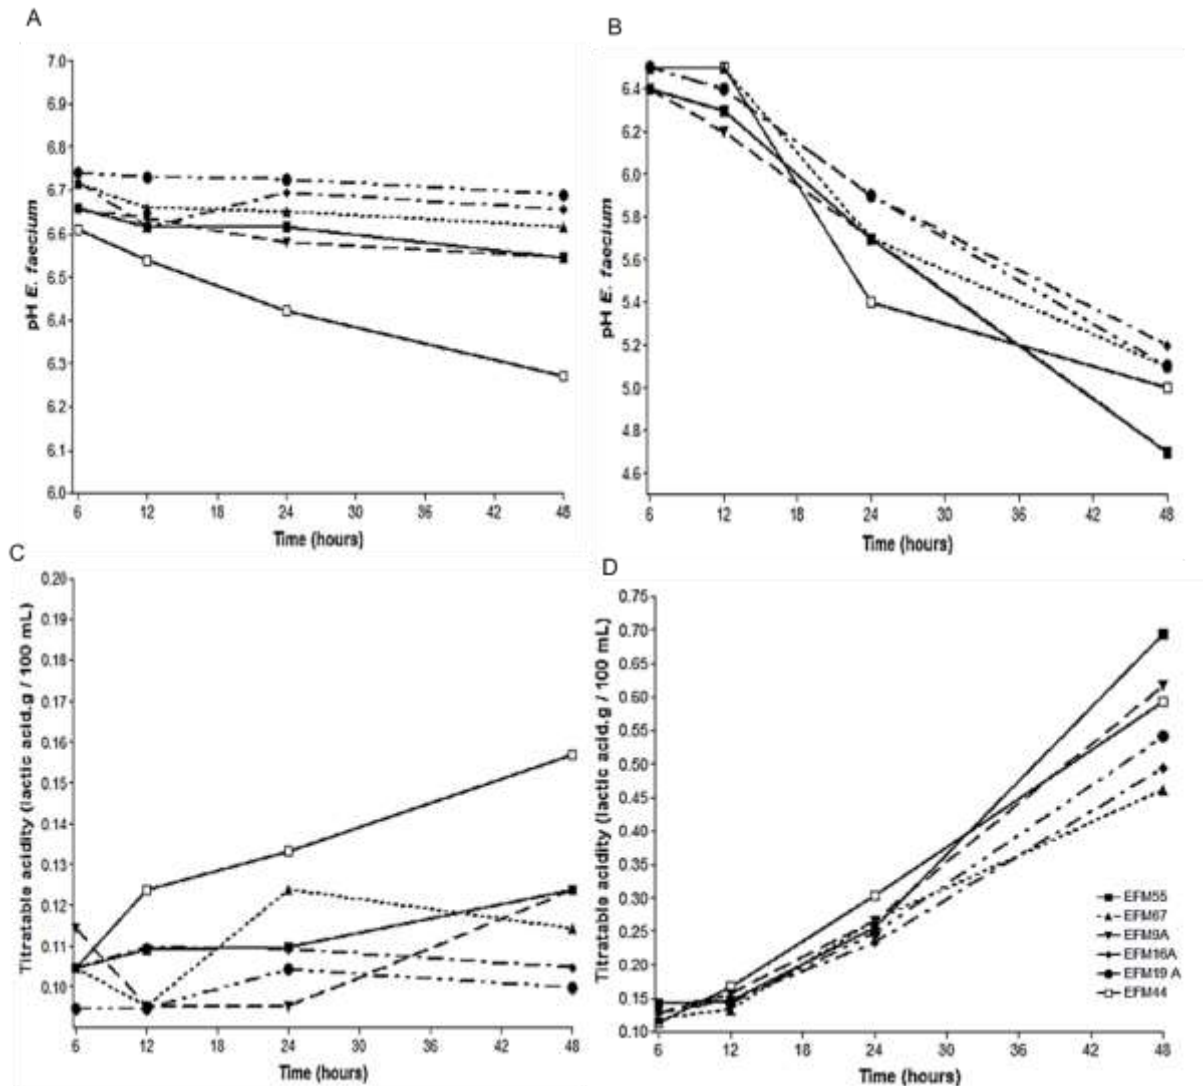 A
7.0
6.9
6.8
6.7
6.6
6.5
6.4
6.3
6.2
6.1
6.0
pH E. faecium
6 12 18 24 30 36 42 48
Time (hours)
B
6.4
6.2
6.0
5.8
5.6
5.4
5.2
5.0
4.8
4.6
pH E. faecium
6 12 18 24 30 36 42 48
Time (hours)
C
0.20
0.19
0.18
0.17
0.16
0.15
0.14
0.13
0.12
0.11
0.10
Titratable acidity (lactic acid.g / 100 mL)
6 12 18 24 30 36 42 48
Time (hours)
D
0.75
0.70
0.65
0.60
0.55
0.50
0.45
0.40
0.35
0.30
0.25
0.20
0.15
0.10
Titratable acidity (lactic acid.g / 100 mL)
6 12 18 24 30 36 42 48
Time (hours)
EFM55
EFM67
EFM9A
EFM16A
EFM19 A
EFM44